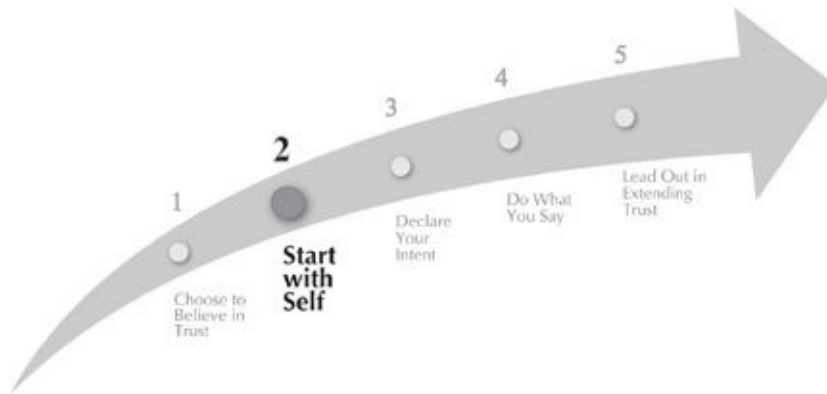 1
Choose to
Believe in
Trust
2
Start
with
Self
3
Declare
Your
Intent
4
Do What
You Say
5
Lead Out in
Extending
Trust